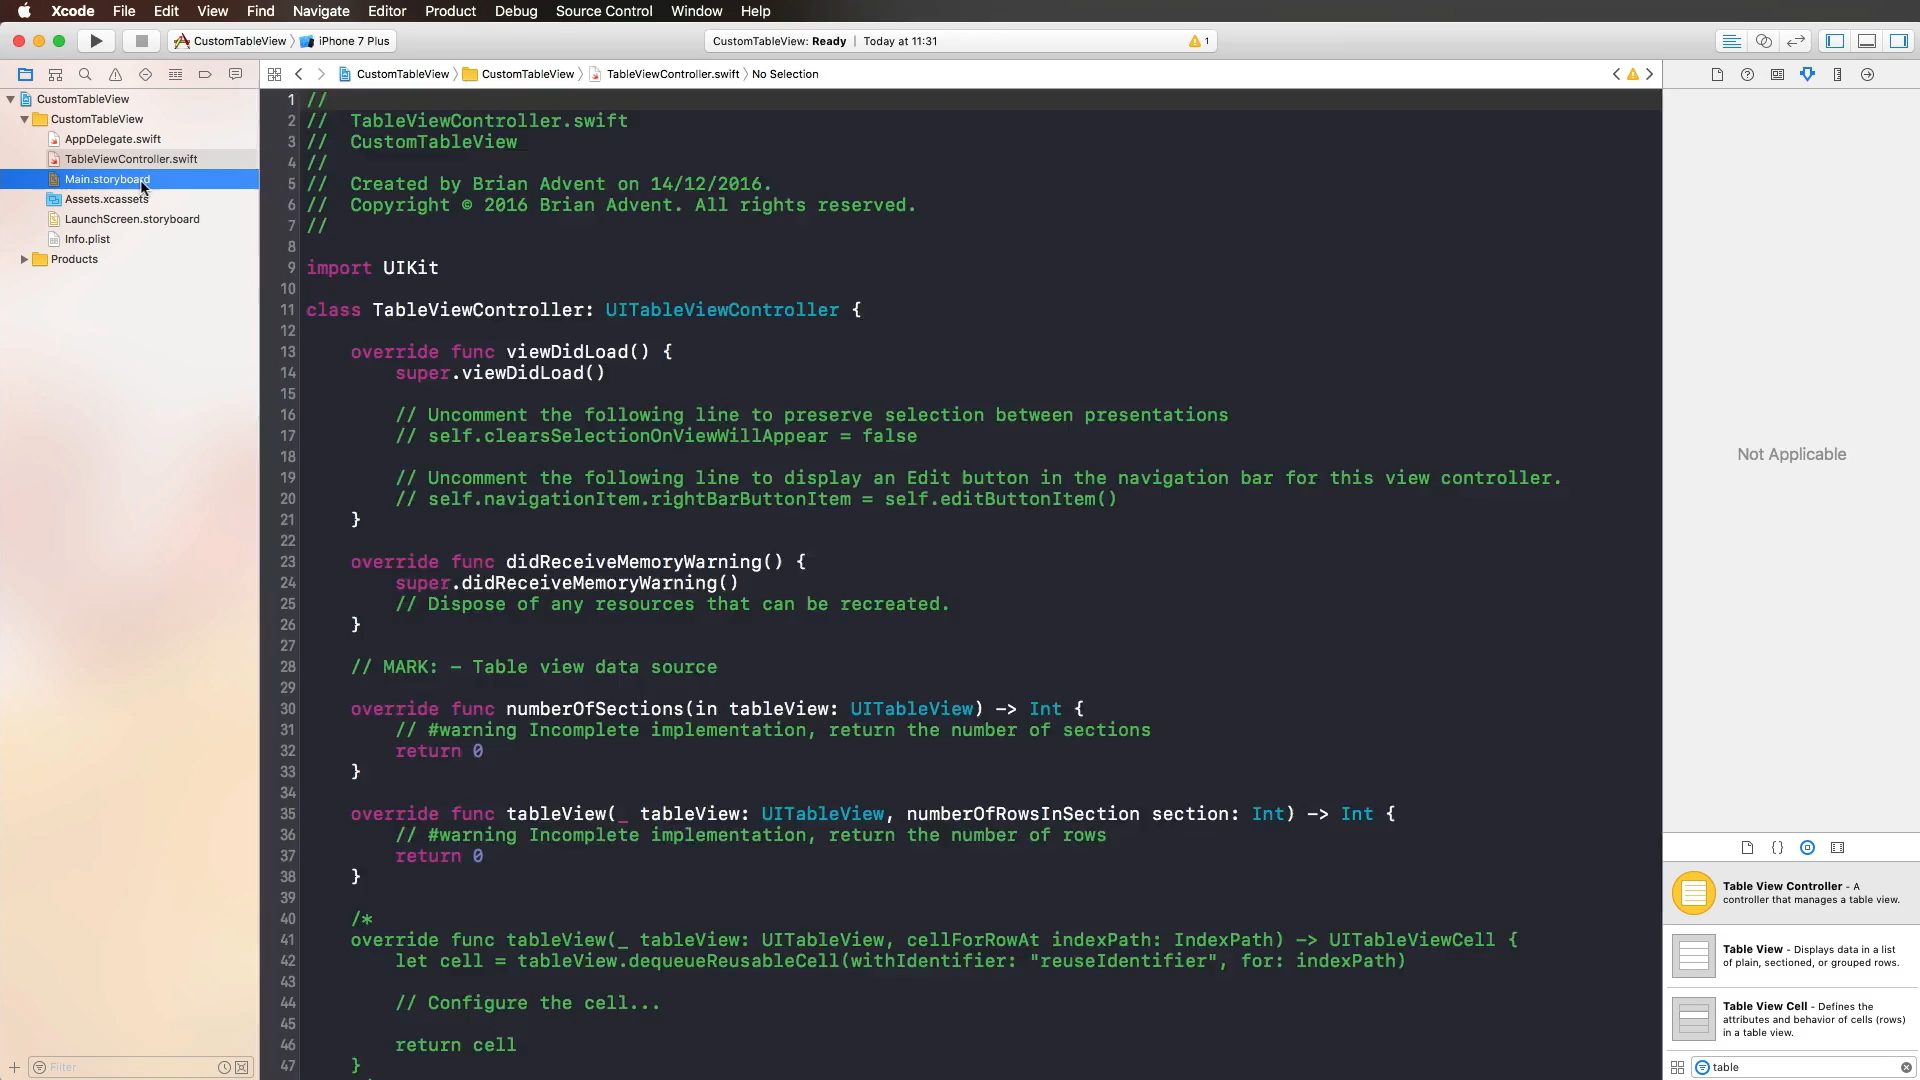 Xcode File Edit View Find Navigate Editor Product Debug Source Control Window Help
CustomTableView iPhone 7 Plus
CustomTableView: Ready | Today at 11:31
1
CustomTableView CustomTableView TableViewController.swift No Selection
CustomTableView
CustomTableView
AppDelegate.swift
TableViewController.swift
Main.storyboard
Assets.xcassets
LaunchScreen.storyboard
Info.plist
Products
Filter
1 //
2 // TableViewController.swift
3 // CustomTableView
4 //
5 // Created by Brian Advent on 14/12/2016.
6 // Copyright © 2016 Brian Advent. All rights reserved.
7 //
8
9 import UIKit
10
11 class TableViewController: UITableViewController {
12
13 override func viewDidLoad() {
14 super.viewDidLoad()
15
16 // Uncomment the following line to preserve selection between presentations
17 // self.clearsSelectionOnViewWillAppear = false
18
19 // Uncomment the following line to display an Edit button in the navigation bar for this view controller.
20 // self.navigationItem.rightBarButtonItem = self.editButtonItem()
21 }
22
23 override func didReceiveMemoryWarning() {
24 super.didReceiveMemoryWarning()
25 // Dispose of any resources that can be recreated.
26 }
27
28 // MARK: - Table view data source
29
30 override func numberOfSections(in tableView: UITableView) -> Int {
31 // #warning Incomplete implementation, return the number of sections
32 return 0
33 }
34
35 override func tableView(_ tableView: UITableView, numberOfRowsInSection section: Int) -> Int {
36 // #warning Incomplete implementation, return the number of rows
37 return 0
38 }
39
40 /*
41 override func tableView(_ tableView: UITableView, cellForRowAt indexPath: IndexPath) -> UITableViewCell {
42 let cell = tableView.dequeueReusableCell(withIdentifier: "reuseIdentifier", for: indexPath)
43
44 // Configure the cell...
45
46 return cell
47 }
Not Applicable
{}
Table View Controller - A
controller that manages a table view.
Table View - Displays data in a list
of plain, sectioned, or grouped rows.
Table View Cell - Defines the
attributes and behavior of cells (rows)
in a table view.
table